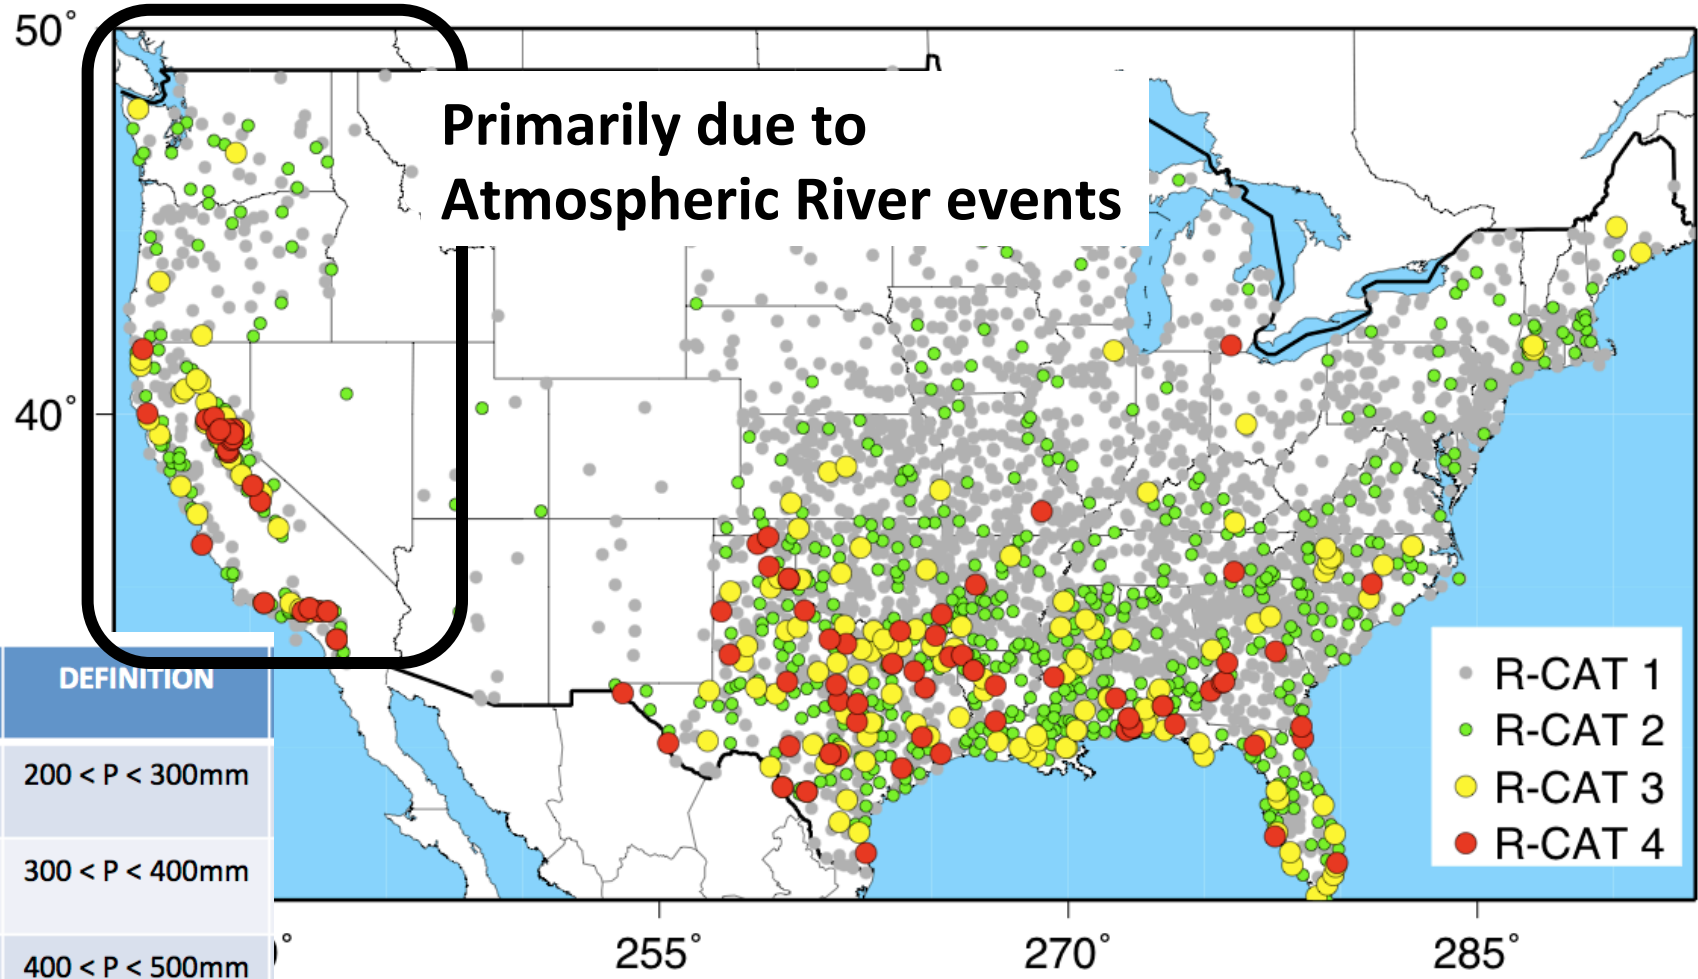 50°
Primarily due to
Atmospheric River events
40°
DEFINITION
200 < P < 300mm
300 < P < 400mm
400 < P < 500mm
R-CAT 1
R-CAT 2
R-CAT 3
R-CAT 4
255°
270°
285°